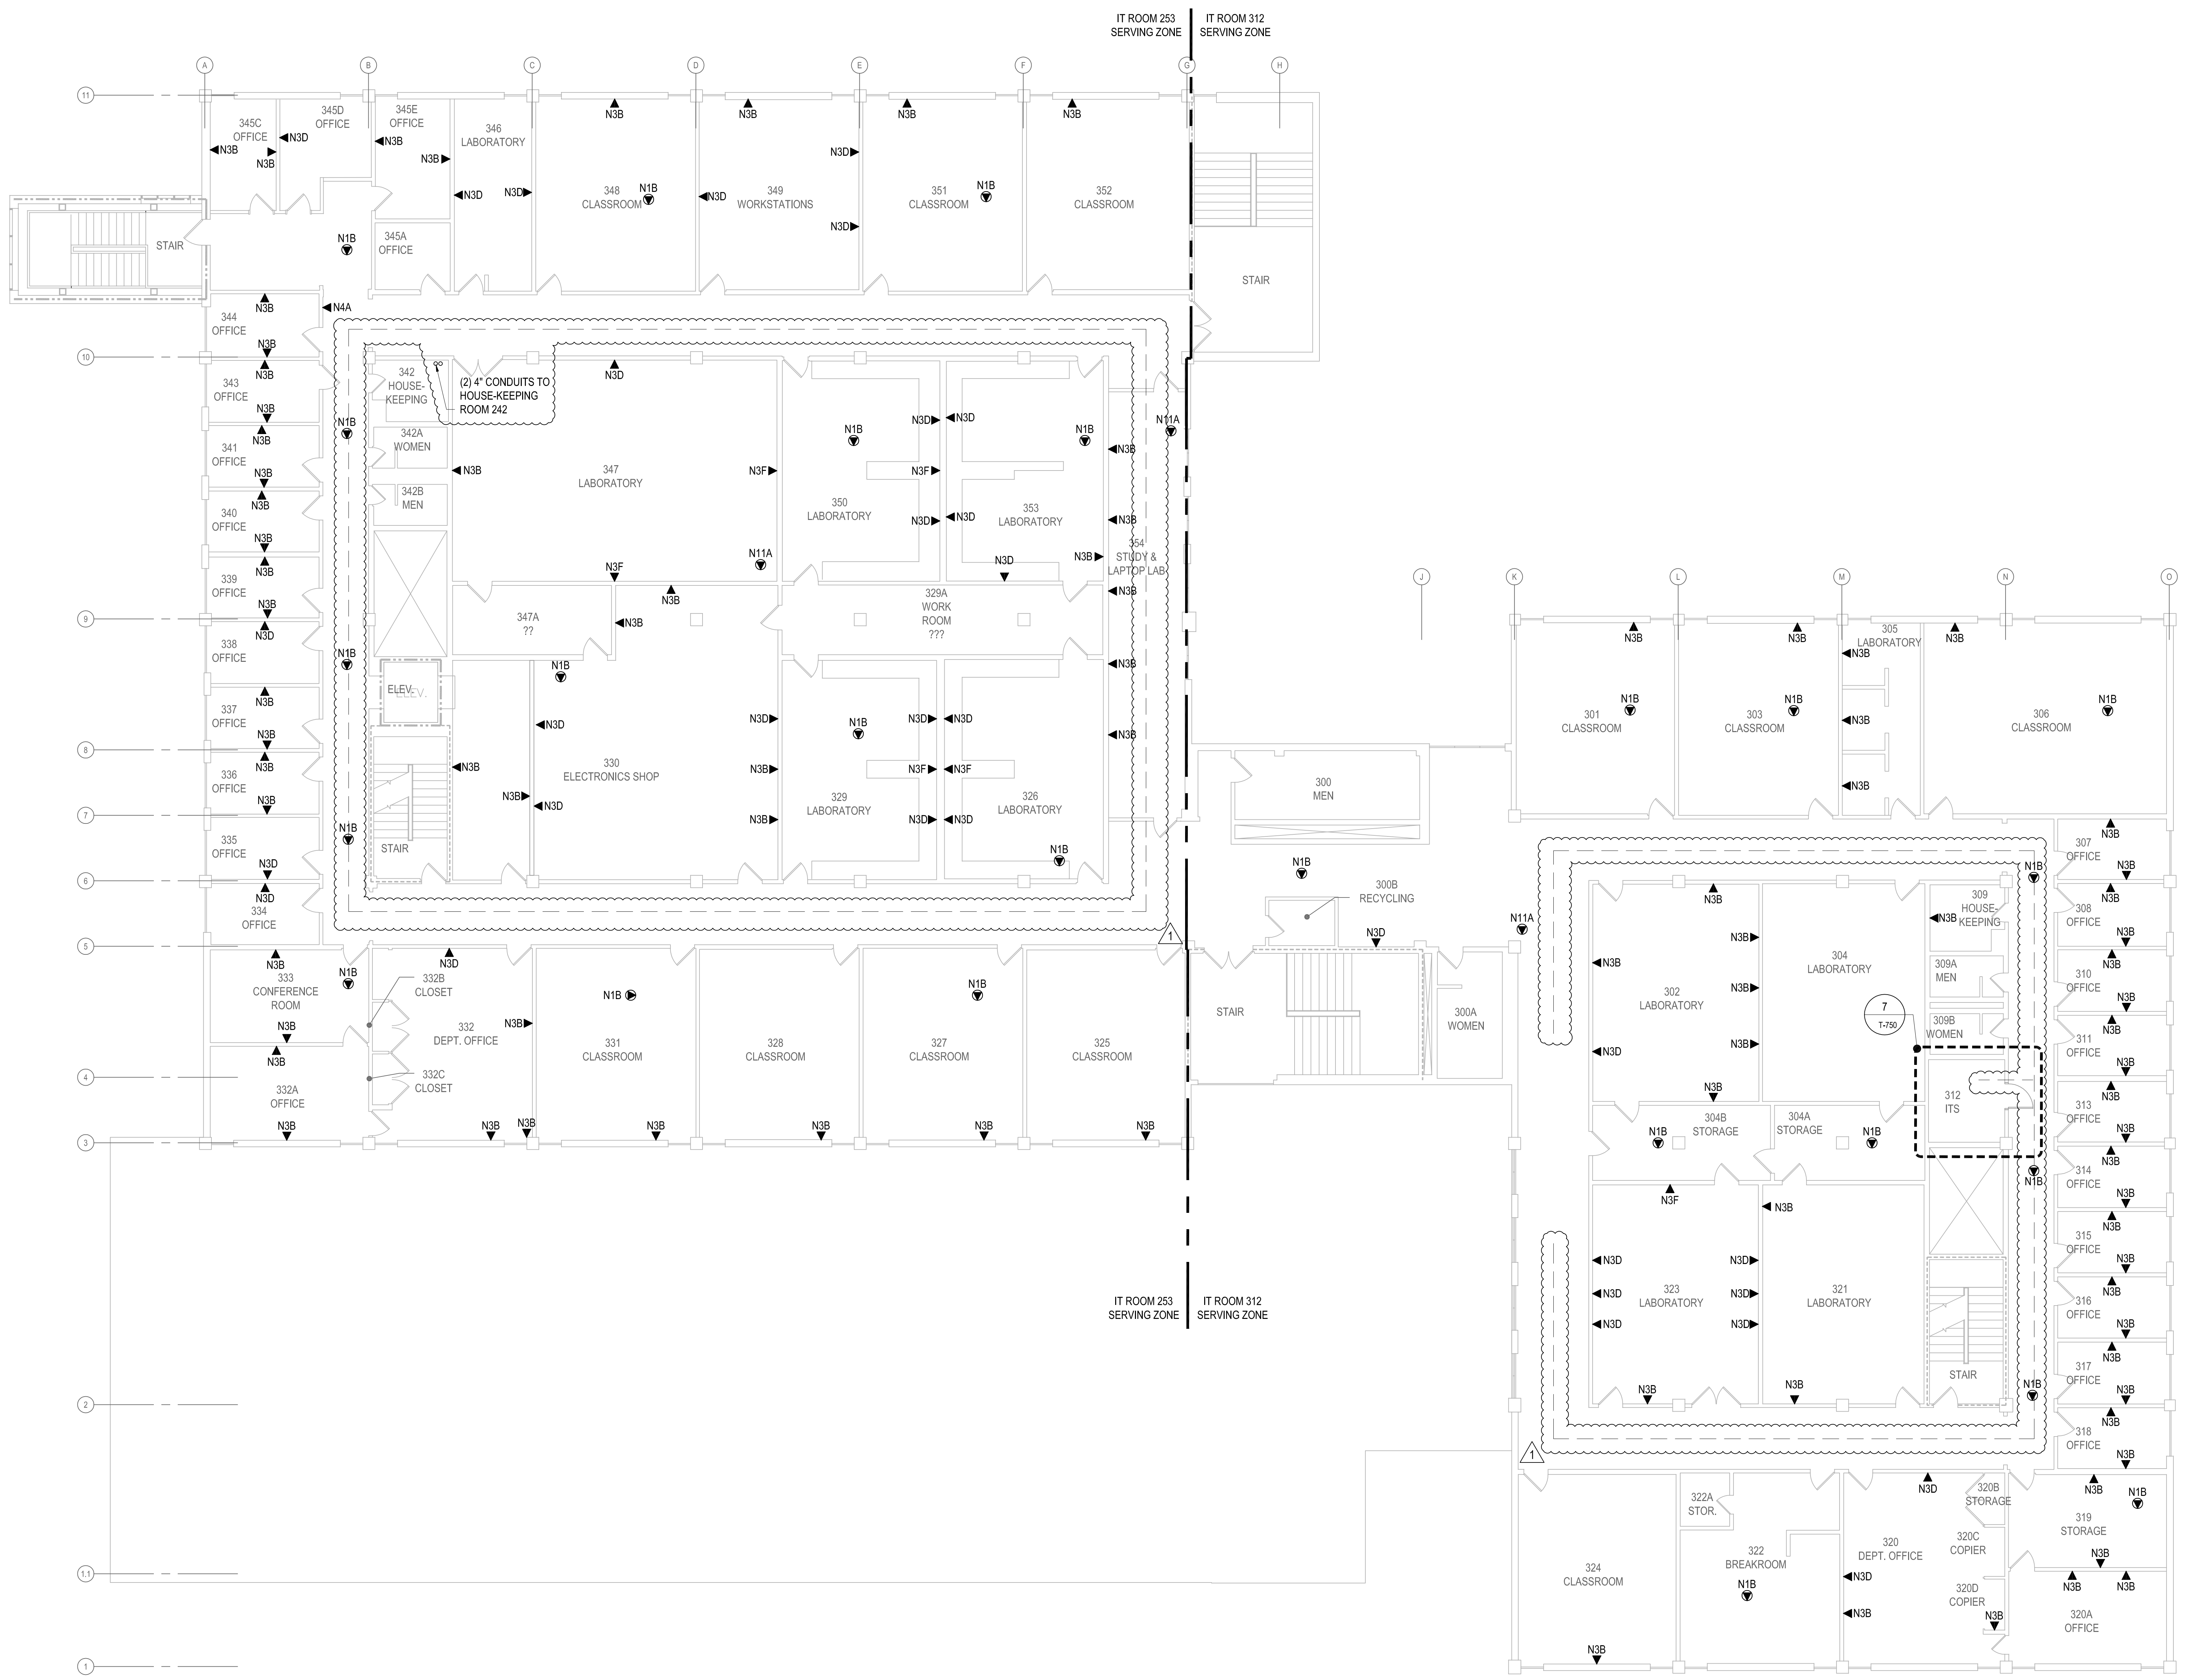 IT ROOM 253
SERVING ZONE
IT ROOM 312
SERVING ZONE
A
B
C
D
E
F
G
H
11
N3B
N3B
N3B
N3B
345C
OFFICE
345D
OFFICE
345E
OFFICE
346
LABORATORY
N3D
N3B
N3B
N3B
N3B
N3D
N3D
N3D
N3D
N3D
348
CLASSROOM
N1B
349
WORKSTATIONS
351
CLASSROOM
N1B
352
CLASSROOM
STAIR
N1B
345A
OFFICE
STAIR
344
OFFICE
N3B
N3B
N4A
10
343
OFFICE
N3B
N3B
342
HOUSE-
KEEPING
(2) 4" CONDUITS TO
HOUSE-KEEPING
ROOM 242
N3D
N1B
342A
WOMEN
341
OFFICE
N3B
N3B
342B
MEN
340
OFFICE
N3B
N3B
N3B
347
LABORATORY
N3F
N11A
N3F
350
LABORATORY
N1B
N3D
N3F
N3D
N3D
N3D
353
LABORATORY
N1B
N3D
N3B
N3B
N3B
N11A
354
STUDY &
LAPTOP LAB
N3B
N3B
N3B
339
OFFICE
N3B
N3B
9
338
OFFICE
N3D
N1B
347A
??
N3B
N3B
329A
WORK
ROOM
???
ELEV.
ELEV.
N1B
337
OFFICE
N3B
N3B
8
336
OFFICE
N3B
N3B
7
N1B
STAIR
N3B
N3B
N3D
N3D
330
ELECTRONICS SHOP
N3D
N3B
N3B
N1B
329
LABORATORY
N3D
N3F
N3D
N3D
N3F
N3D
326
LABORATORY
N1B
335
OFFICE
N3D
6
334
OFFICE
N3D
5
333
CONFERENCE
ROOM
N3B
N3B
N1B
332B
CLOSET
N3D
332
DEPT. OFFICE
N3B
332C
CLOSET
4
332A
OFFICE
N3B
N3B
N3B
N3B
3
N1B
331
CLASSROOM
N3B
328
CLASSROOM
N3B
N1B
327
CLASSROOM
N3B
325
CLASSROOM
N3B
1
IT ROOM 253
SERVING ZONE
IT ROOM 312
SERVING ZONE
J
K
L
M
N
O
300
MEN
N1B
300B
RECYCLING
N3D
N11A
STAIR
300A
WOMEN
N3B
N3B
N3B
305
LABORATORY
N3B
N3B
N3B
301
CLASSROOM
N1B
303
CLASSROOM
N1B
306
CLASSROOM
N1B
307
OFFICE
N3B
N3B
N1B
308
OFFICE
N3B
N3B
309
HOUSE-
KEEPING
N3B
309A
MEN
309B
WOMEN
310
OFFICE
N3B
N3B
311
OFFICE
N3B
N3B
N3B
N3B
N3B
N3B
N3B
N3D
302
LABORATORY
N3B
304
LABORATORY
7
T-750
312
ITS
313
OFFICE
N3B
N3B
304B
STORAGE
N1B
304A
STORAGE
N1B
314
OFFICE
N3B
N3B
N1B
315
OFFICE
N3B
N3B
N3F
N3B
N3D
N3D
N3D
N3D
N3D
N3D
323
LABORATORY
N3B
321
LABORATORY
N3B
316
OFFICE
N3B
N3B
STAIR
317
OFFICE
N3B
N3B
N1B
2
318
OFFICE
N3B
N3B
1
322A
STOR.
N3D
320B
STORAGE
N3B
N1B
319
STORAGE
N3B
1.1
324
CLASSROOM
N3B
322
BREAKROOM
N1B
320
DEPT. OFFICE
320C
COPIER
N3D
N3B
320D
COPIER
N3B
N3B
N3B
320A
OFFICE
1